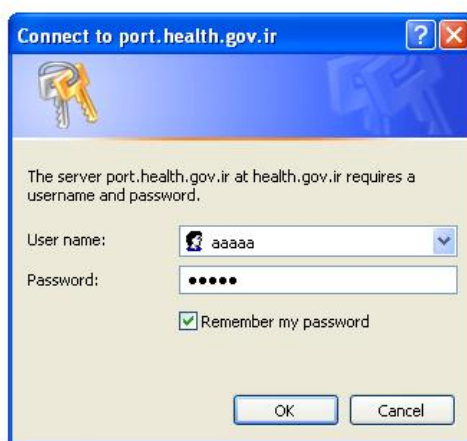 Connect to port.health.gov.ir
The server port.health.gov.ir at health.gov.ir requires a
username and password.
User name:
aaaaa
Password:
●●●●●
Remember my password
OK
Cancel